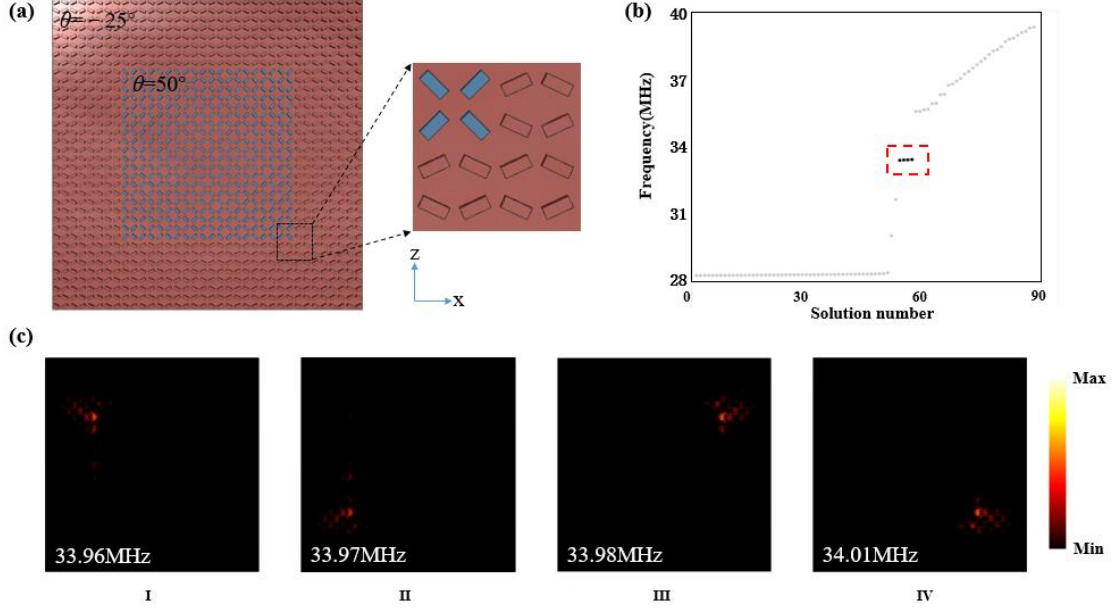 (a)
θ=−25°
θ=50°
Z
X
(b)
40
37
34
31
28
0
30
60
90
Frequency(MHz)
Solution number
(c)
33.96MHz
33.97MHz
33.98MHz
34.01MHz
Max
Min
I
II
III
IV